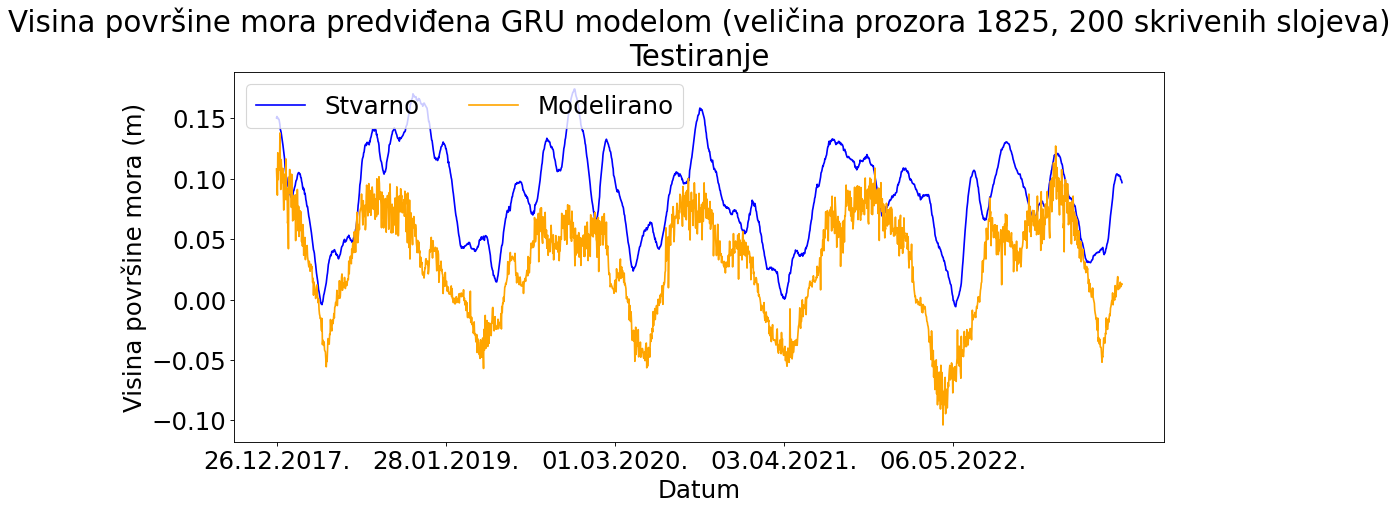 Visina površine mora predviđena GRU modelom (veličina prozora 1825, 200 skrivenih slojeva)
Testiranje
Stvarno Modelirano
Visina površine mora (m)
0.15
0.10
0.05
0.00
−0.05
−0.10
26.12.2017. 28.01.2019. 01.03.2020. 03.04.2021. 06.05.2022.
Datum